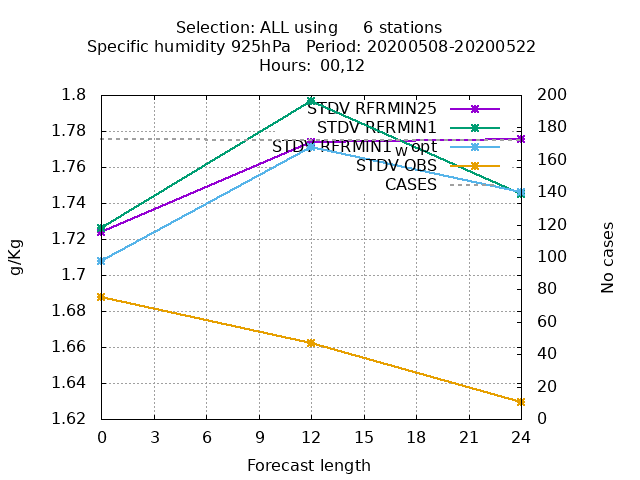 Selection: ALL using 6 stations
Specific humidity 925hPa Period: 20200508-20200522
Hours: 00,12
1.8
1.78
1.76
1.74
1.72
1.7
1.68
1.66
1.64
1.62
g/Kg
STDV RFRMIN25
STDV RFRMIN1
STDV RFRMIN1wopt
STDV OBS
CASES
200
180
160
140
120
100
80
60
40
20
0
No cases
0 3 6 9 12 15 18 21 24
Forecast length